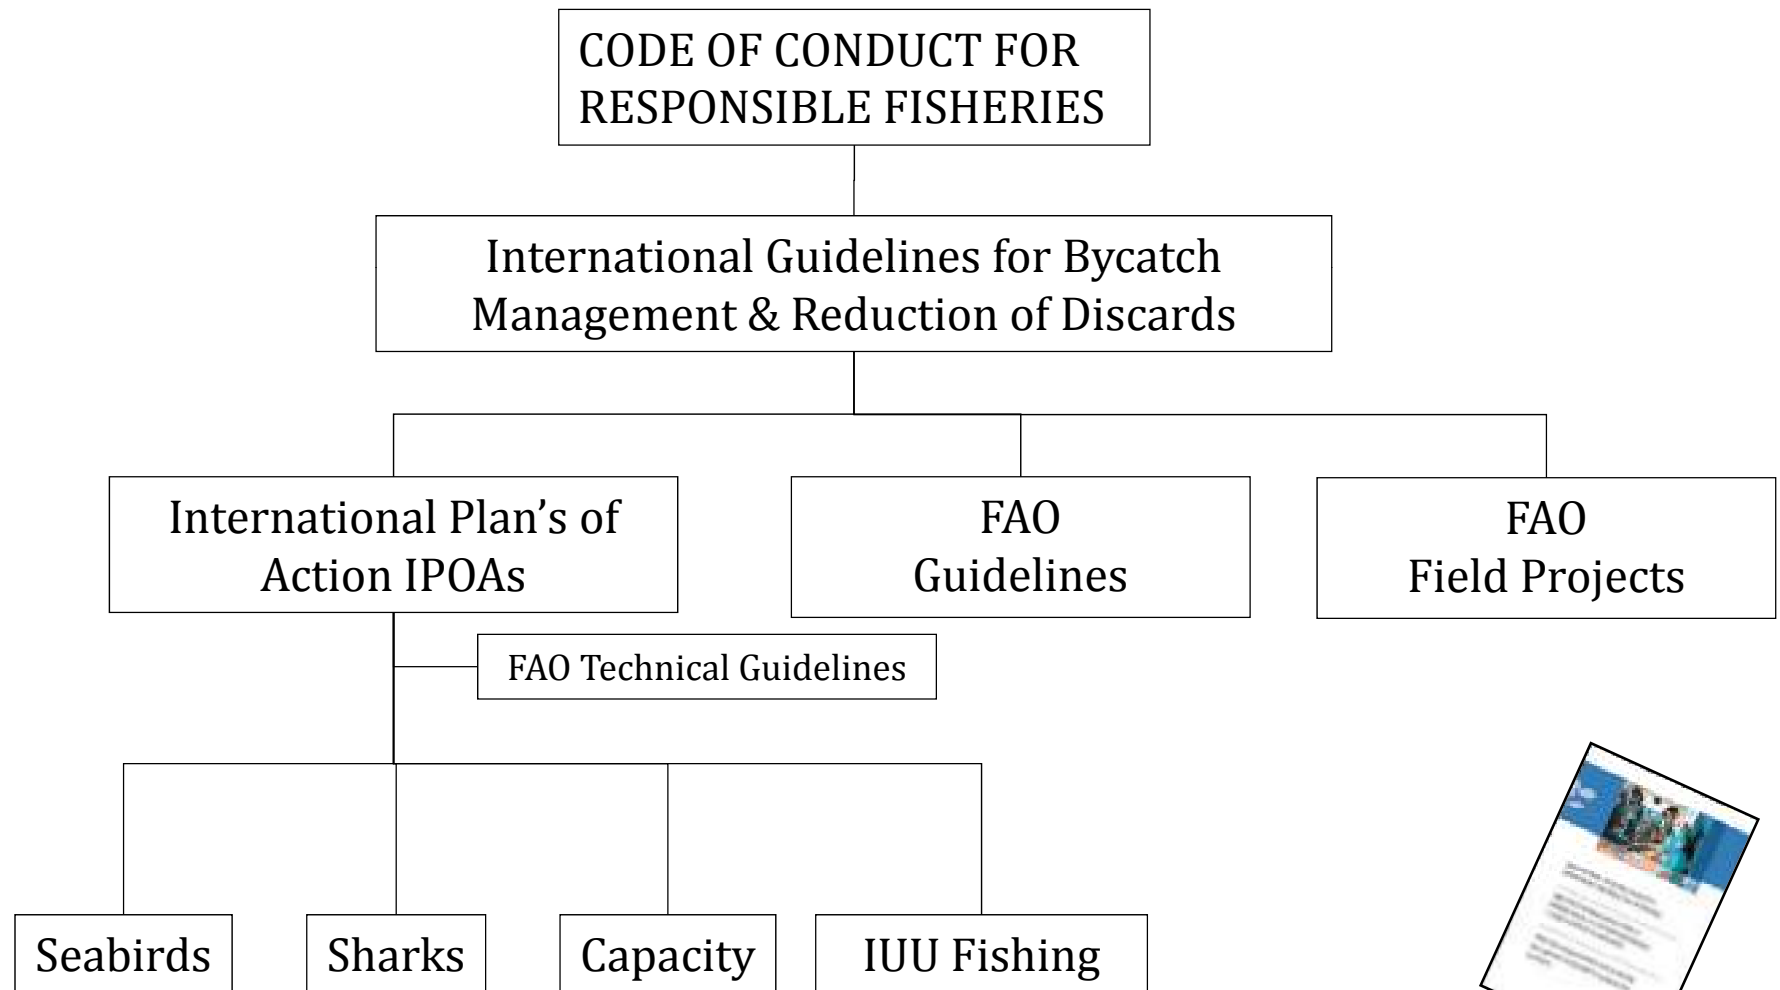 CODE OF CONDUCT FOR
RESPONSIBLE FISHERIES
International Guidelines for Bycatch
Management & Reduction of Discards
International Plan’s of
Action IPOAs
FAO
Guidelines
FAO
Field Projects
FAO Technical Guidelines
Seabirds
Sharks
Capacity
IUU Fishing